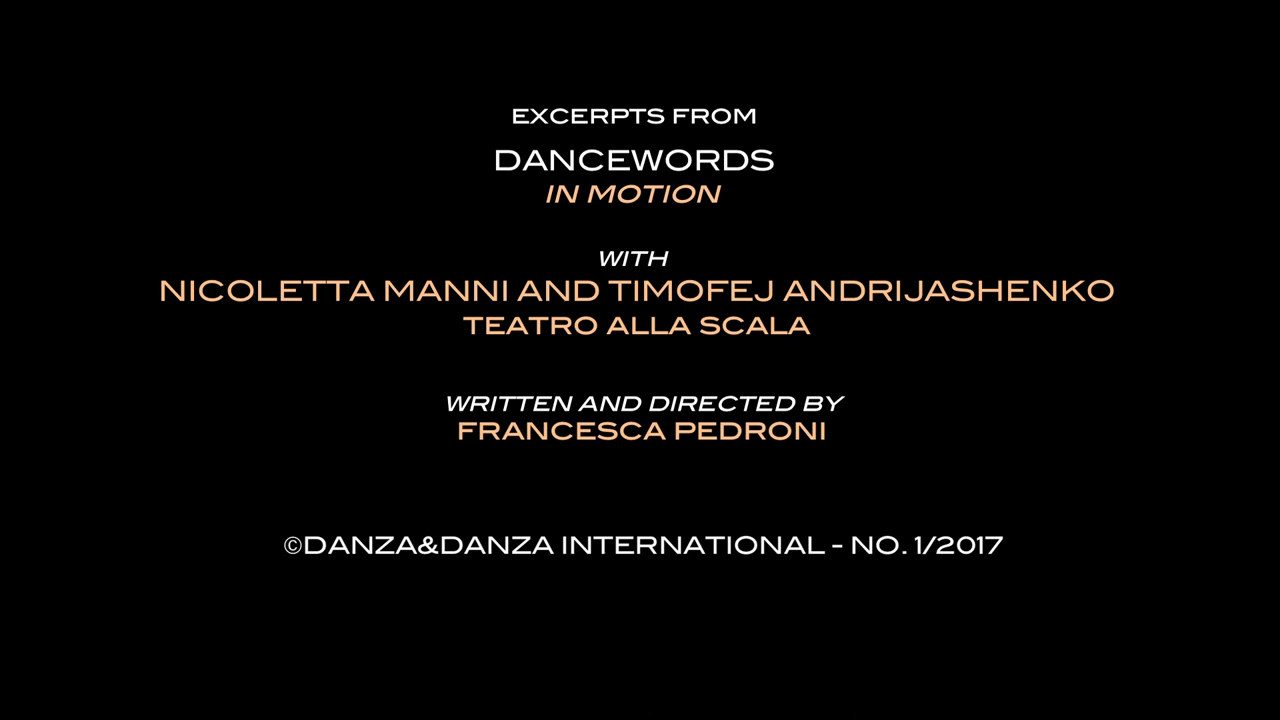 EXCERPTS FROM
DANCEWORDS
IN MOTION
WITH
NICOLETTA MANNI AND TIMOFEJ ANDRIJASHENKO
TEATRO ALLA SCALA
WRITTEN AND DIRECTED BY
FRANCESCA PEDRONI
©DANZA&DANZA INTERNATIONAL - NO. 1/2017